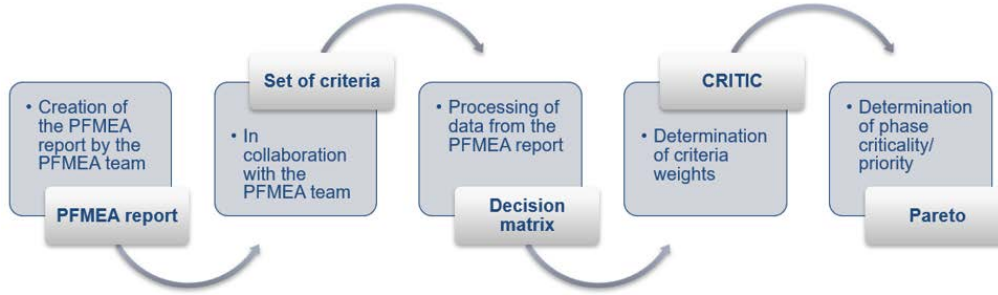 • Creation of
the PFMEA
report by the
PFMEA team
PFMEA report
Set of criteria
• In
collaboration
with the
PFMEA team
• Processing of
data from the
PFMEA report
Decision
matrix
CRITIC
• Determination
of criteria
weights
• Determination
of phase
criticality/
priority
Pareto